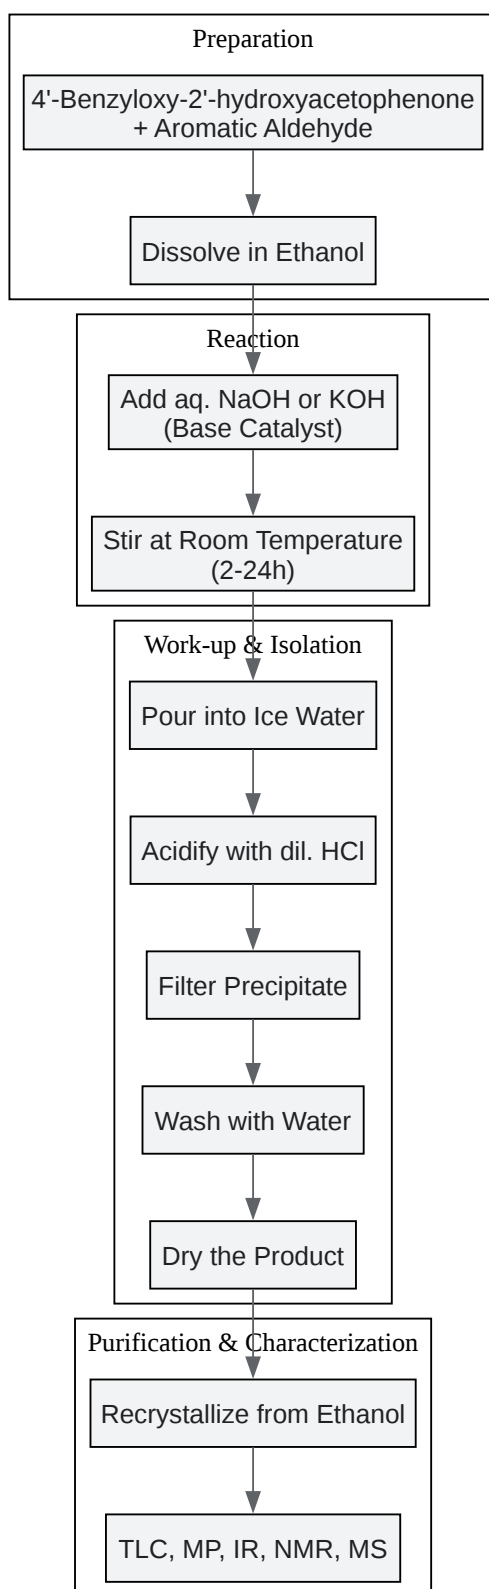 Preparation
4'-Benzyloxy-2'-hydroxyacetophenone
+ Aromatic Aldehyde
Dissolve in Ethanol
Reaction
Add aq. NaOH or KOH
(Base Catalyst)
Stir at Room Temperature
(2-24h)
Work-up & Isolation
Pour into Ice Water
Acidify with dil. HCl
Filter Precipitate
Wash with Water
Dry the Product
Purification & Characterization
Recrystallize from Ethanol
TLC, MP, IR, NMR, MS